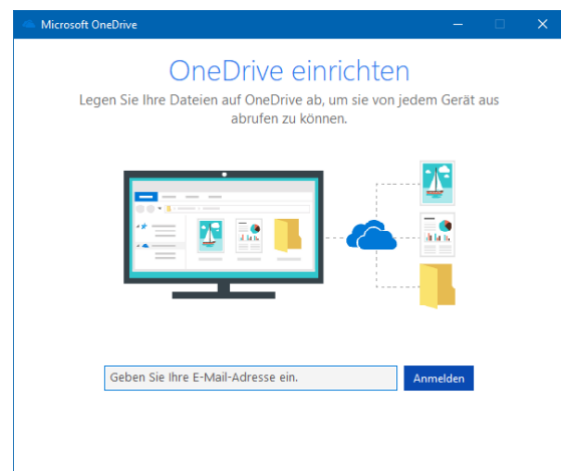 Microsoft OneDrive
OneDrive einrichten
Legen Sie Ihre Dateien auf OneDrive ab, um sie von jedem Gerät aus
abrufen zu können.
Geben Sie Ihre E-Mail-Adresse ein.
Anmelden